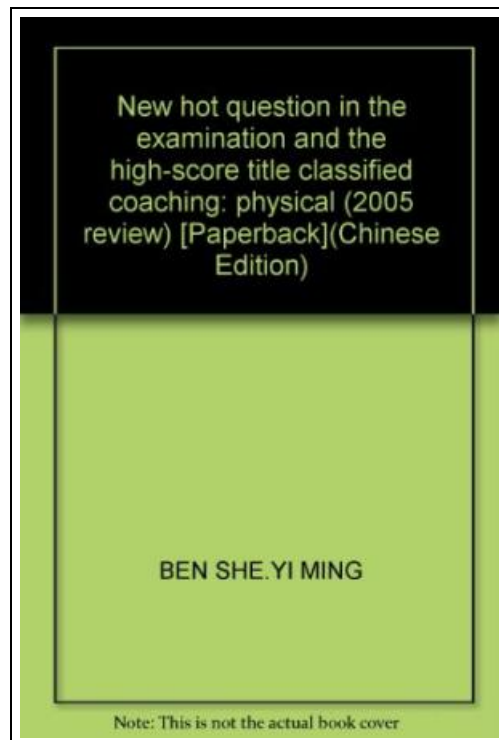 New hot question in the
examination and the
high-score title classified
coaching: physical (2005
review) [Paperback](Chinese
Edition)
BEN SHE.YI MING
Note: This is not the actual book cover